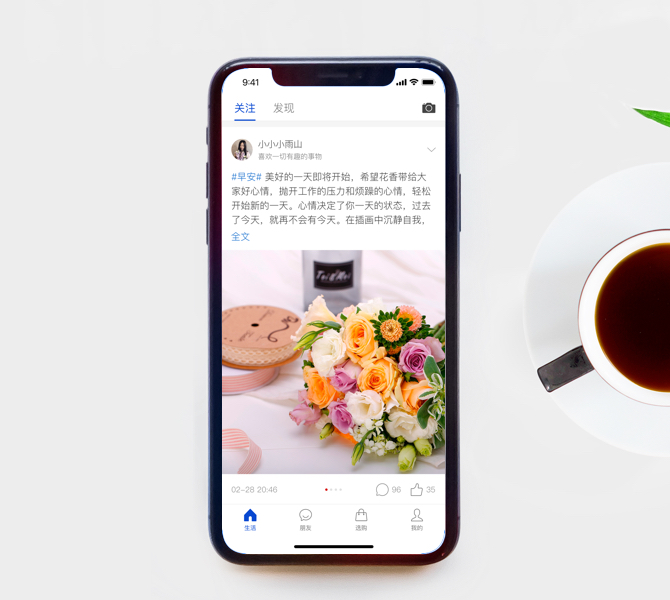 9:41
关注 发现
小小小雨山
喜欢一切有趣的事物
#早安# 美好的一天即将开始，希望花香带给大
家好心情，抛开工作的压力和烦躁的心情，轻松
开始新的一天。心情决定了你一天的状态，过去
了今天，就再不会有今天。在插画中沉静自我，
全文
02-28 20:46 96 35
生活 朋友 选购 我的